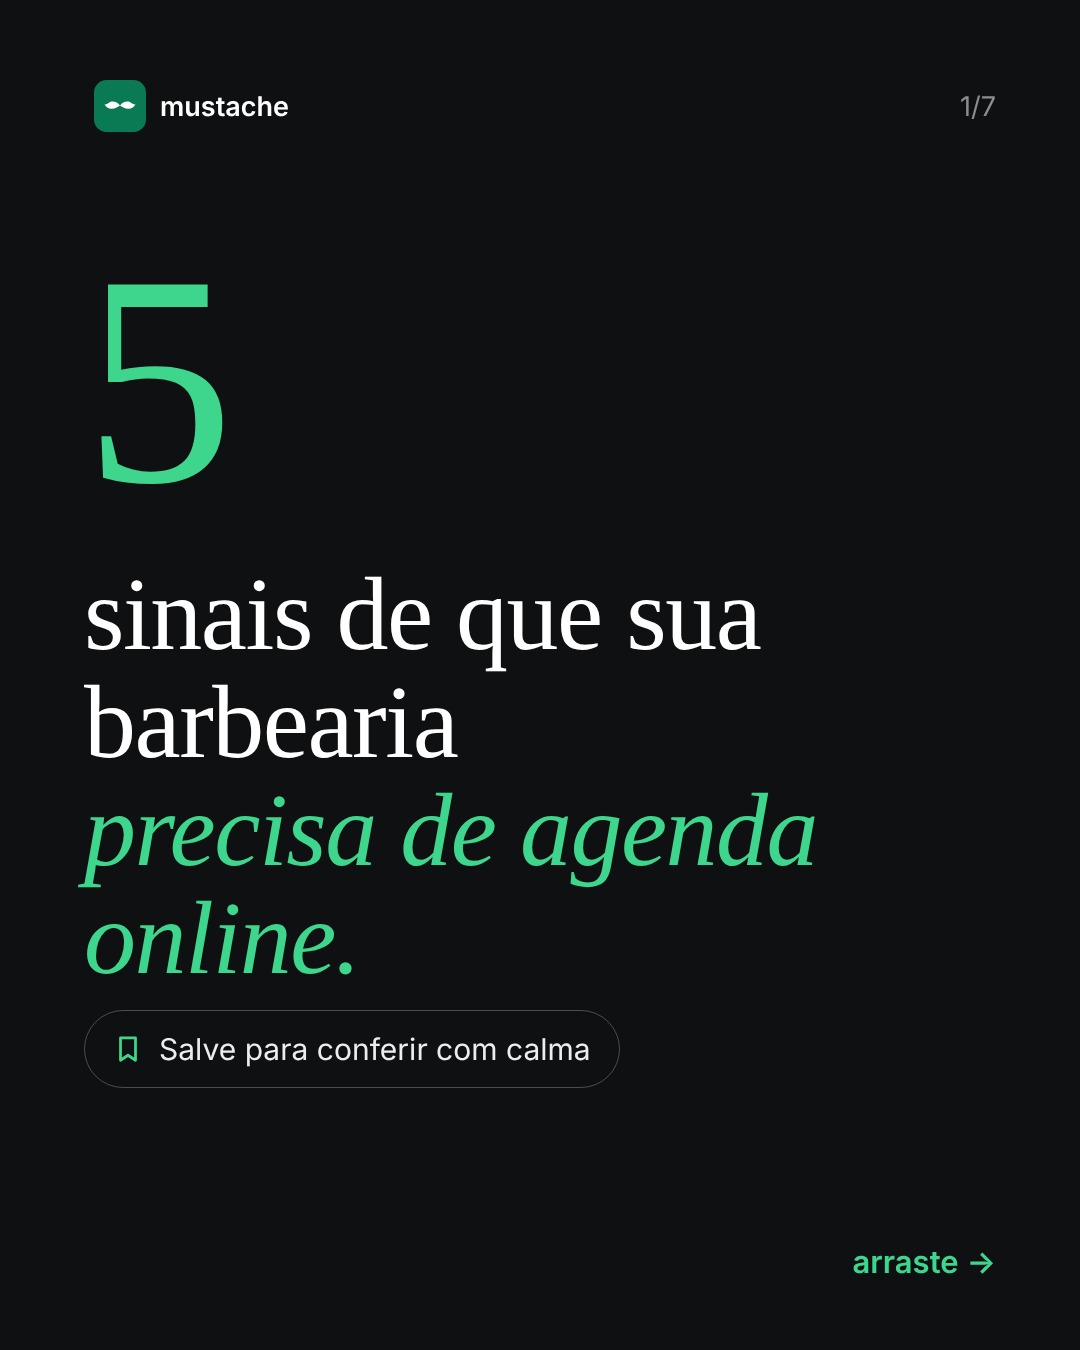 mustache
1/7
5
sinais de que sua
barbearia
precisa de agenda
online.
Salve para conferir com calma
arraste →